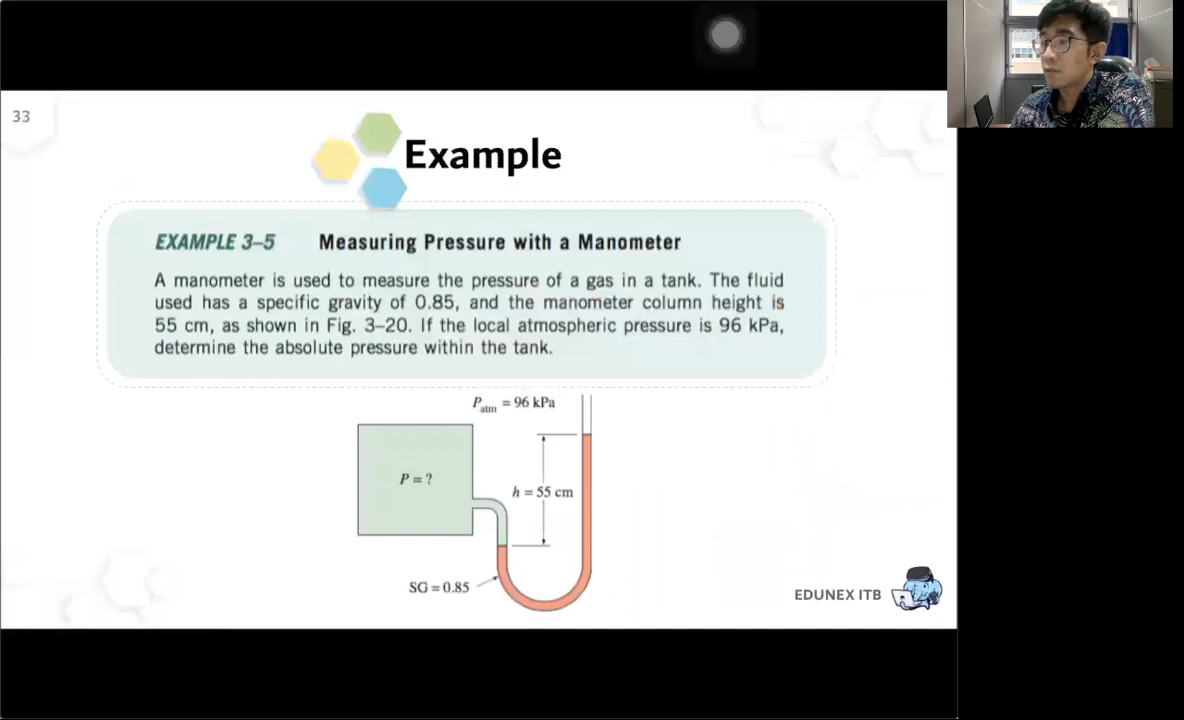 33
Example
EXAMPLE 3–5 Measuring Pressure with a Manometer
A manometer is used to measure the pressure of a gas in a tank. The fluid
used has a specific gravity of 0.85, and the manometer column height is
55 cm, as shown in Fig. 3–20. If the local atmospheric pressure is 96 kPa,
determine the absolute pressure within the tank.
Patm = 96 kPa
P = ?
h = 55 cm
SG = 0.85
EDUNEX ITB